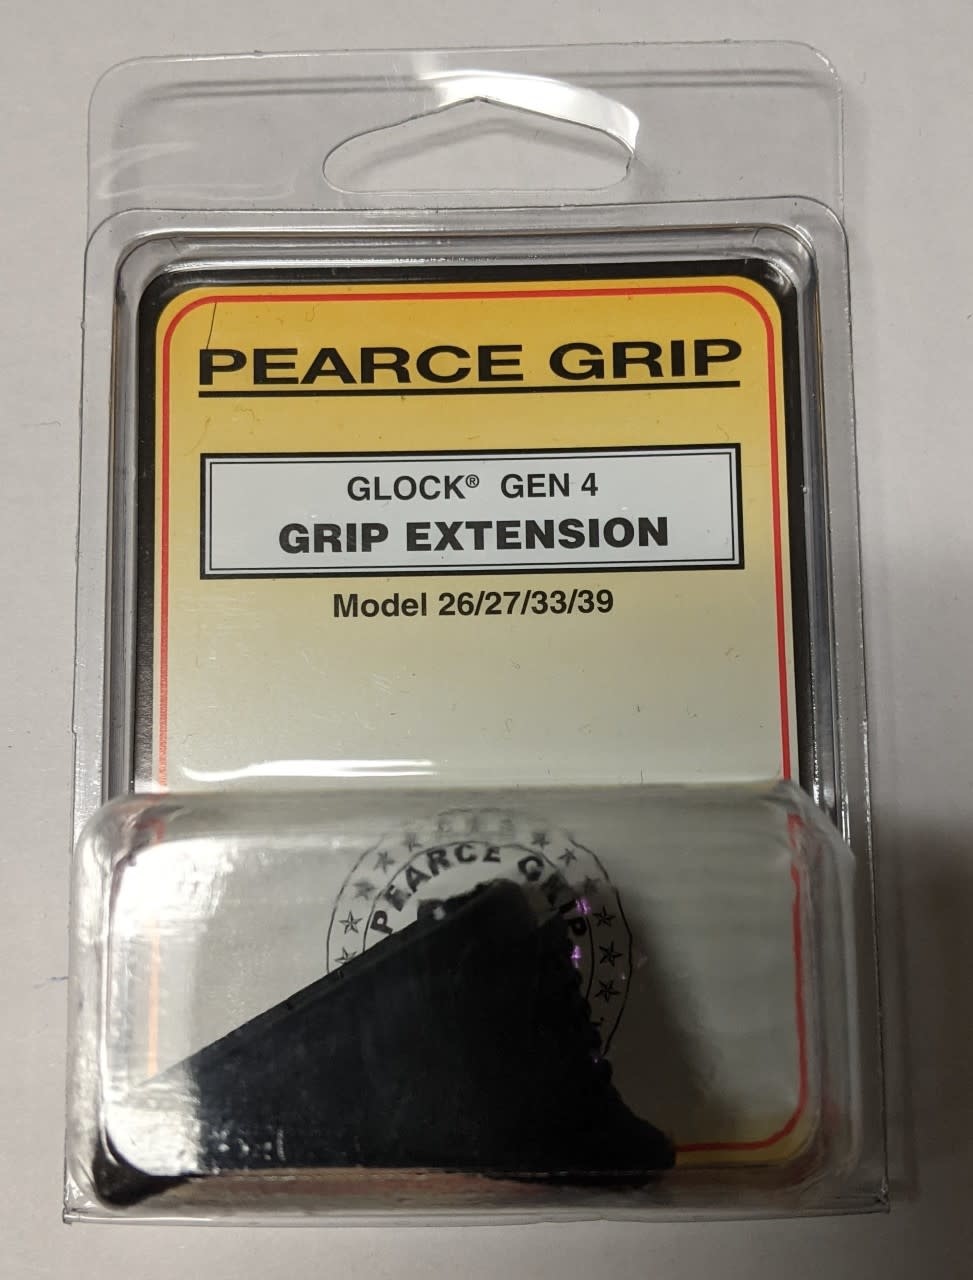 PEARCE GRIP
GLOCK® GEN 4
GRIP EXTENSION
Model 26/27/33/39
PEARCE GRIP